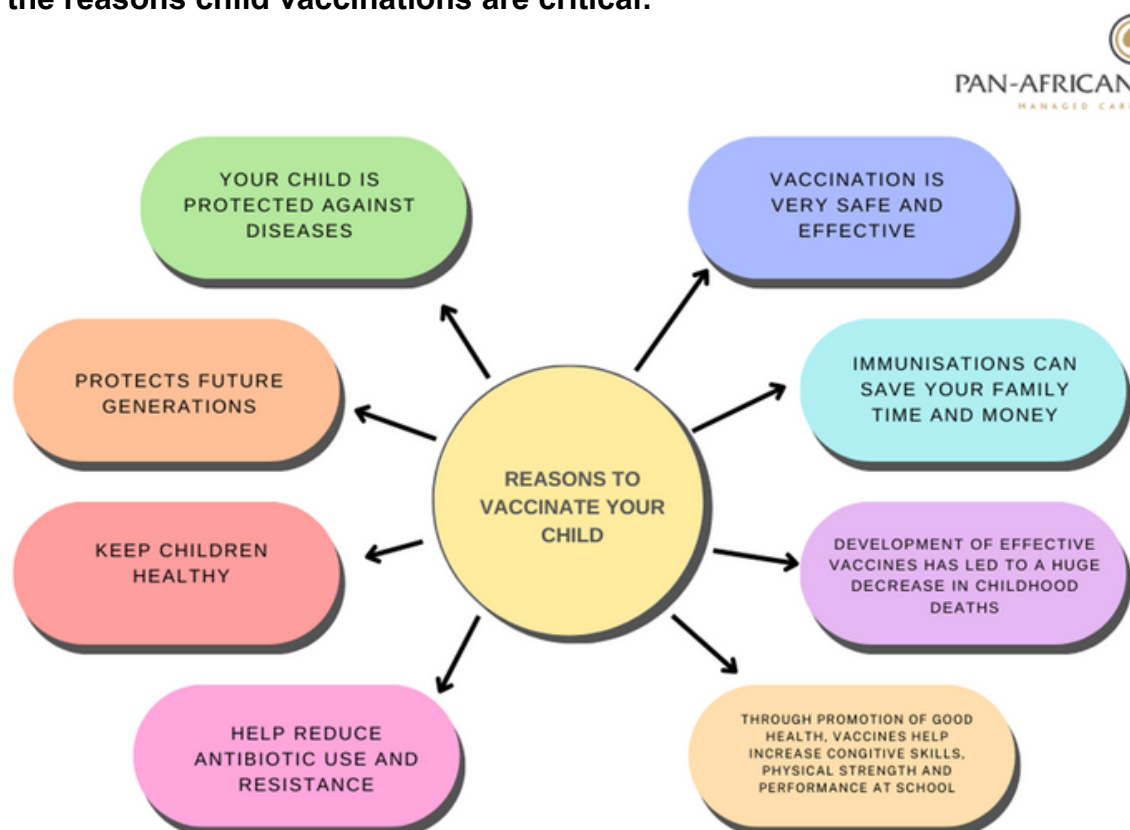 the reasons child vaccinations are critical.
PAN-AFRICAN
MANAGED CARE
YOUR CHILD IS
PROTECTED AGAINST
DISEASES
VACCINATION IS
VERY SAFE AND
EFFECTIVE
PROTECTS FUTURE
GENERATIONS
IMMUNISATIONS CAN
SAVE YOUR FAMILY
TIME AND MONEY
REASONS TO
VACCINATE YOUR
CHILD
KEEP CHILDREN
HEALTHY
DEVELOPMENT OF EFFECTIVE
VACCINES HAS LED TO A HUGE
DECREASE IN CHILDHOOD
DEATHS
HELP REDUCE
ANTIBIOTIC USE AND
RESISTANCE
THROUGH PROMOTION OF GOOD
HEALTH, VACCINES HELP
INCREASE CONGITIVE SKILLS,
PHYSICAL STRENGTH AND
PERFORMANCE AT SCHOOL